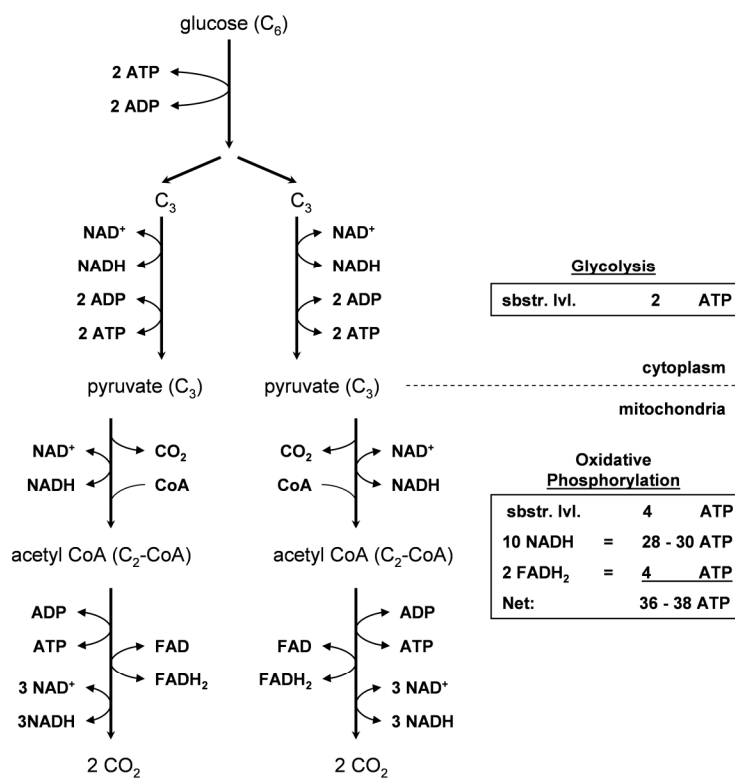 glucose (C₆)
2 ATP
2 ADP
C₃ C₃
NAD⁺ NAD⁺
NADH NADH
2 ADP 2 ADP
2 ATP 2 ATP
Glycolysis
sbstr. lvl. 2 ATP
cytoplasm
pyruvate (C₃) pyruvate (C₃)
mitochondria
NAD⁺ CO₂ CO₂ NAD⁺
NADH CoA CoA NADH
acetyl CoA (C₂-CoA) acetyl CoA (C₂-CoA)
Oxidative
Phosphorylation
sbstr. lvl. 4 ATP
10 NADH = 28 - 30 ATP
2 FADH₂ = 4 ATP
Net: 36 - 38 ATP
ADP ADP
ATP FAD FAD ATP
FADH₂ FADH₂
3 NAD⁺ 3 NAD⁺
3NADH 3 NADH
2 CO₂ 2 CO₂